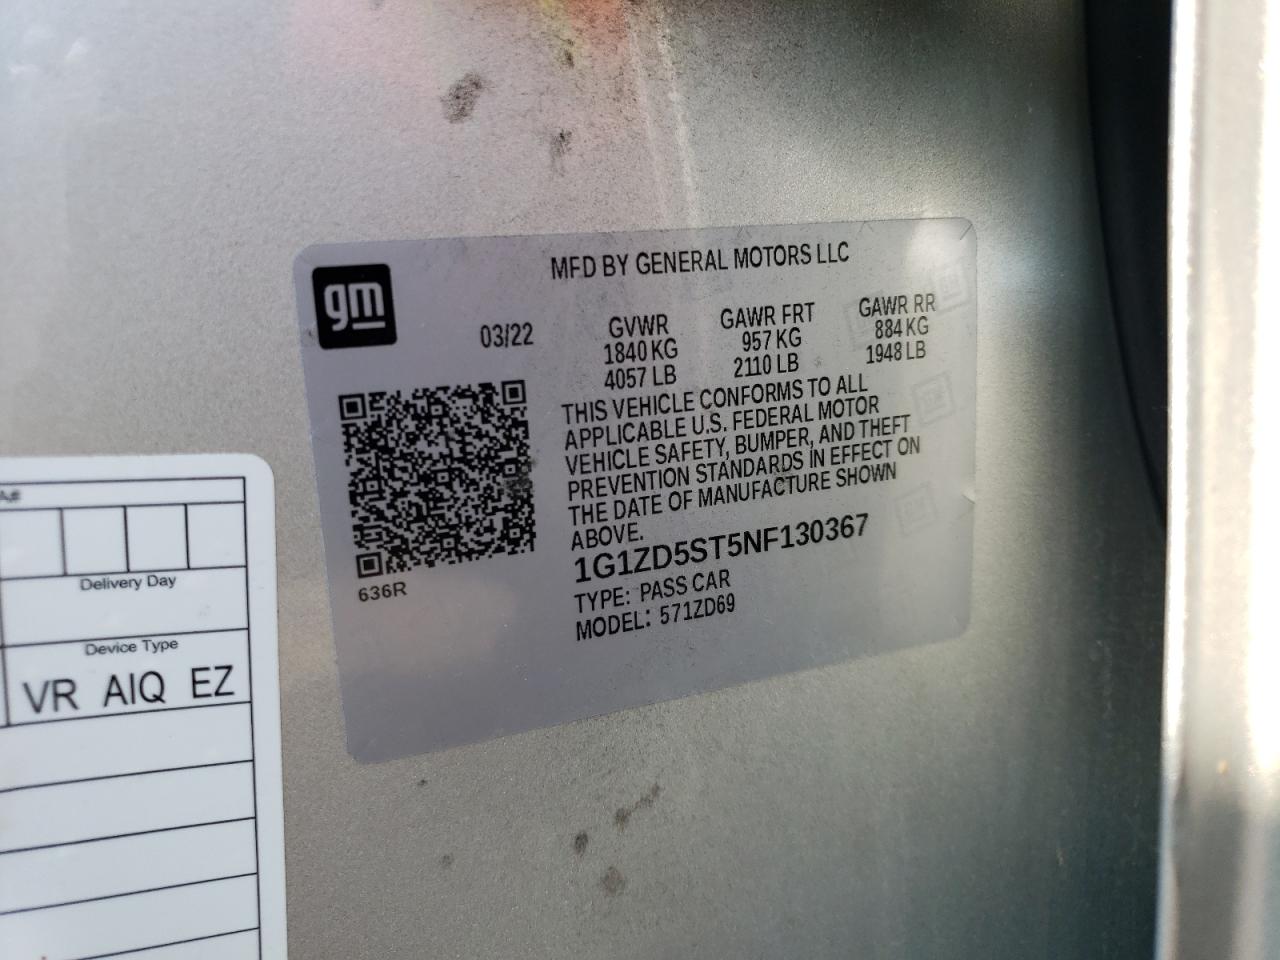 gm
MFD BY GENERAL MOTORS LLC
03/22
GVWR
1840 KG
4057 LB
GAWR FRT
957 KG
2110 LB
GAWR RR
884 KG
1948 LB
THIS VEHICLE CONFORMS TO ALL
APPLICABLE U.S. FEDERAL MOTOR
VEHICLE SAFETY, BUMPER, AND THEFT
PREVENTION STANDARDS IN EFFECT ON
THE DATE OF MANUFACTURE SHOWN
ABOVE.
1G1ZD5ST5NF130367
TYPE: PASS CAR
MODEL: 571ZD69
636R
Delivery Day
Device Type
VR AIQ EZ